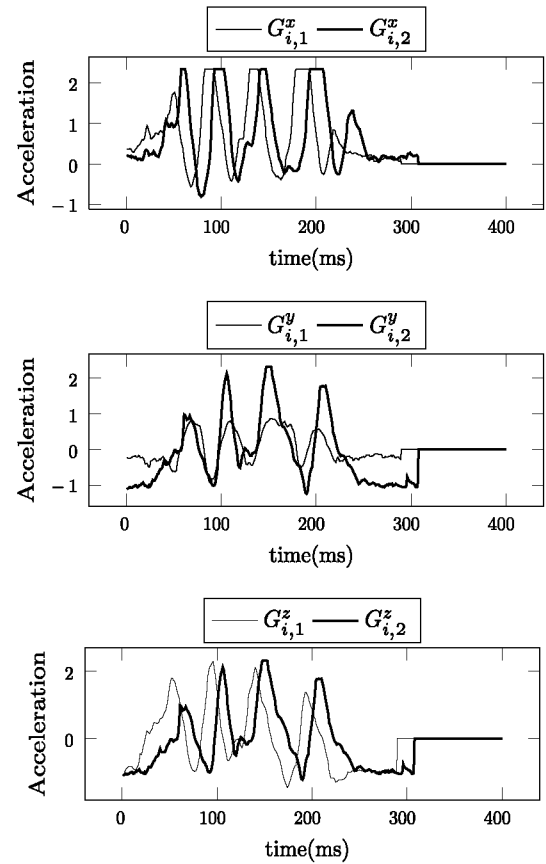 G^x_{i,1} G^x_{i,2}
Acceleration
2
1
0
−1
0 100 200 300 400
time(ms)
G^y_{i,1} G^y_{i,2}
Acceleration
2
1
0
−1
0 100 200 300 400
time(ms)
G^z_{i,1} G^z_{i,2}
Acceleration
2
0
0 100 200 300 400
time(ms)